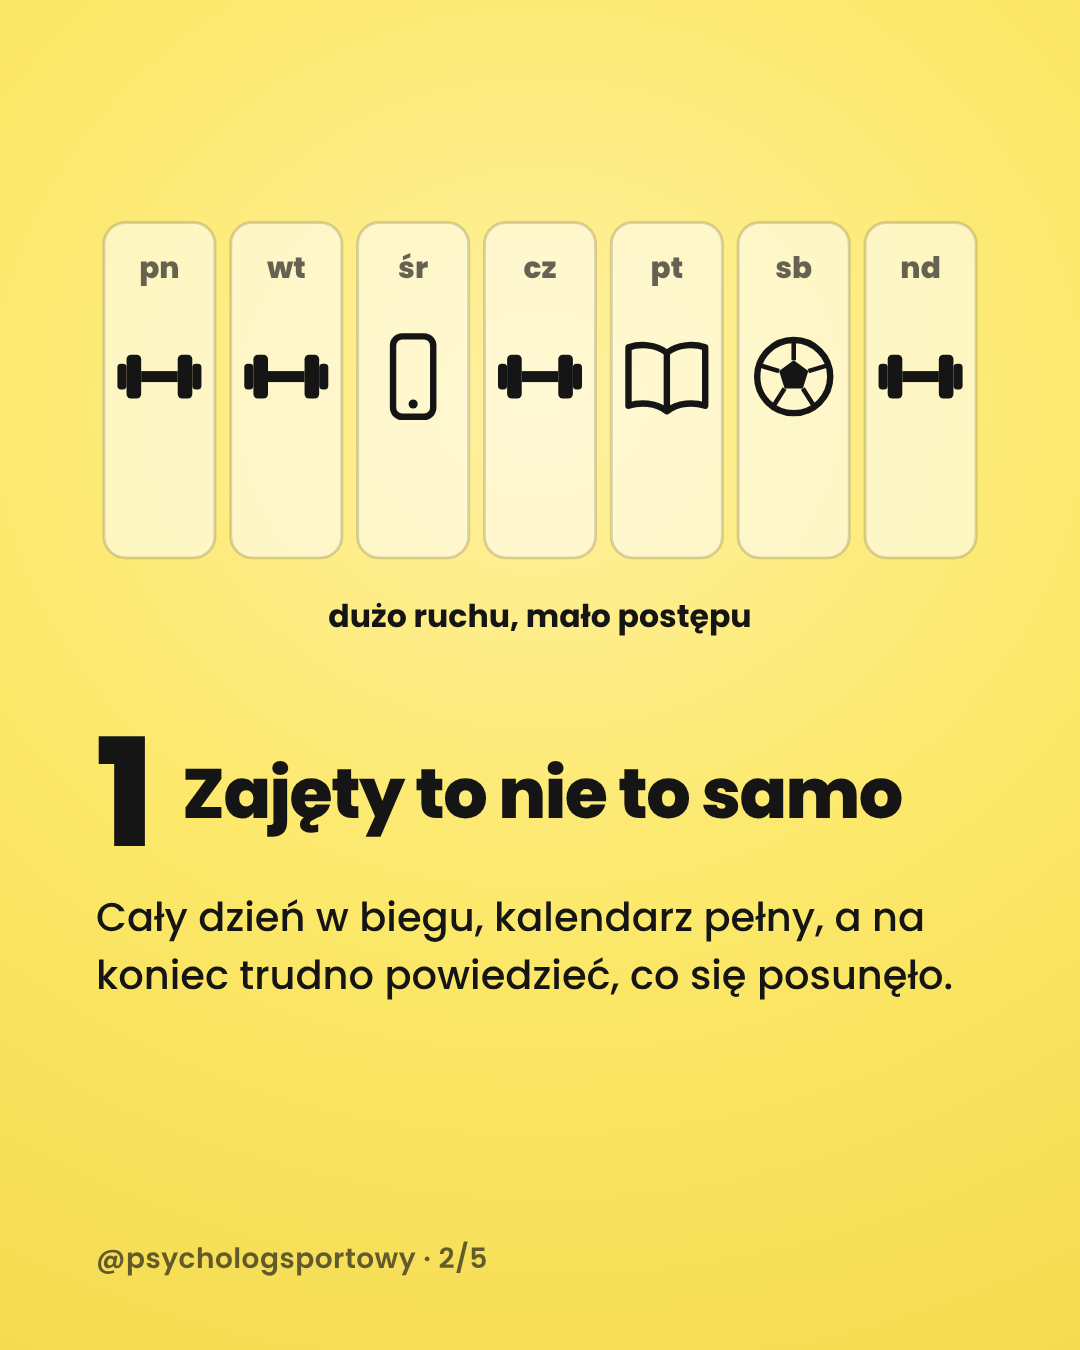 pn wt śr cz pt sb nd
dużo ruchu, mało postępu
1 Zajęty to nie to samo
Cały dzień w biegu, kalendarz pełny, a na
koniec trudno powiedzieć, co się posunęło.
@psychologsportowy · 2/5